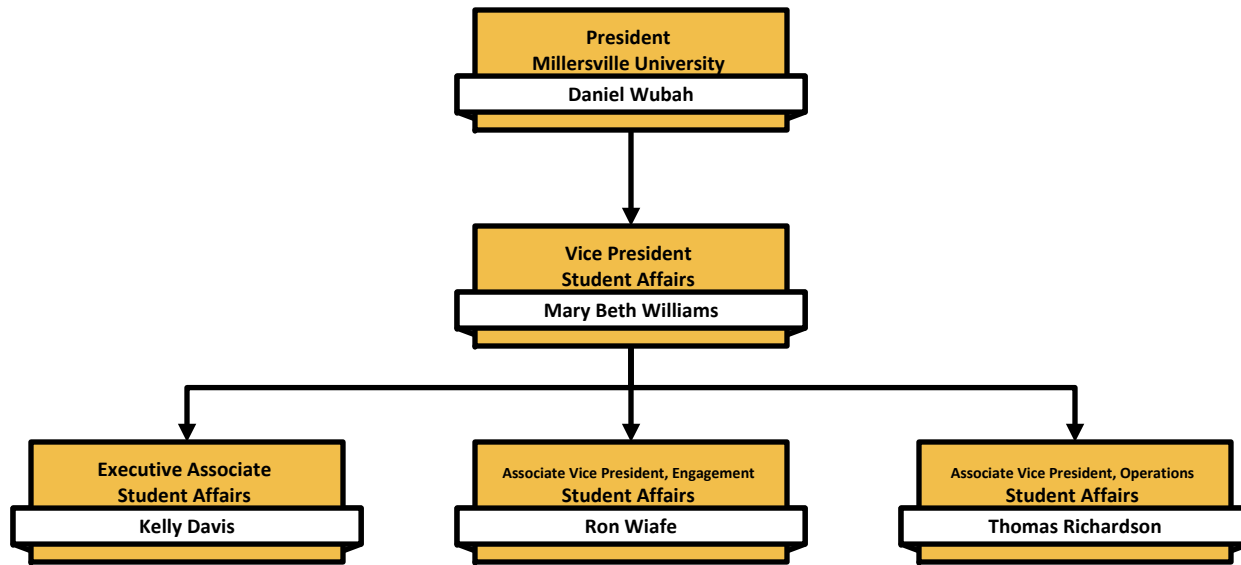 President
Millersville University
Daniel Wubah
Vice President
Student Affairs
Mary Beth Williams
Executive Associate
Student Affairs
Kelly Davis
Associate Vice President, Engagement
Student Affairs
Ron Wiafe
Associate Vice President, Operations
Student Affairs
Thomas Richardson